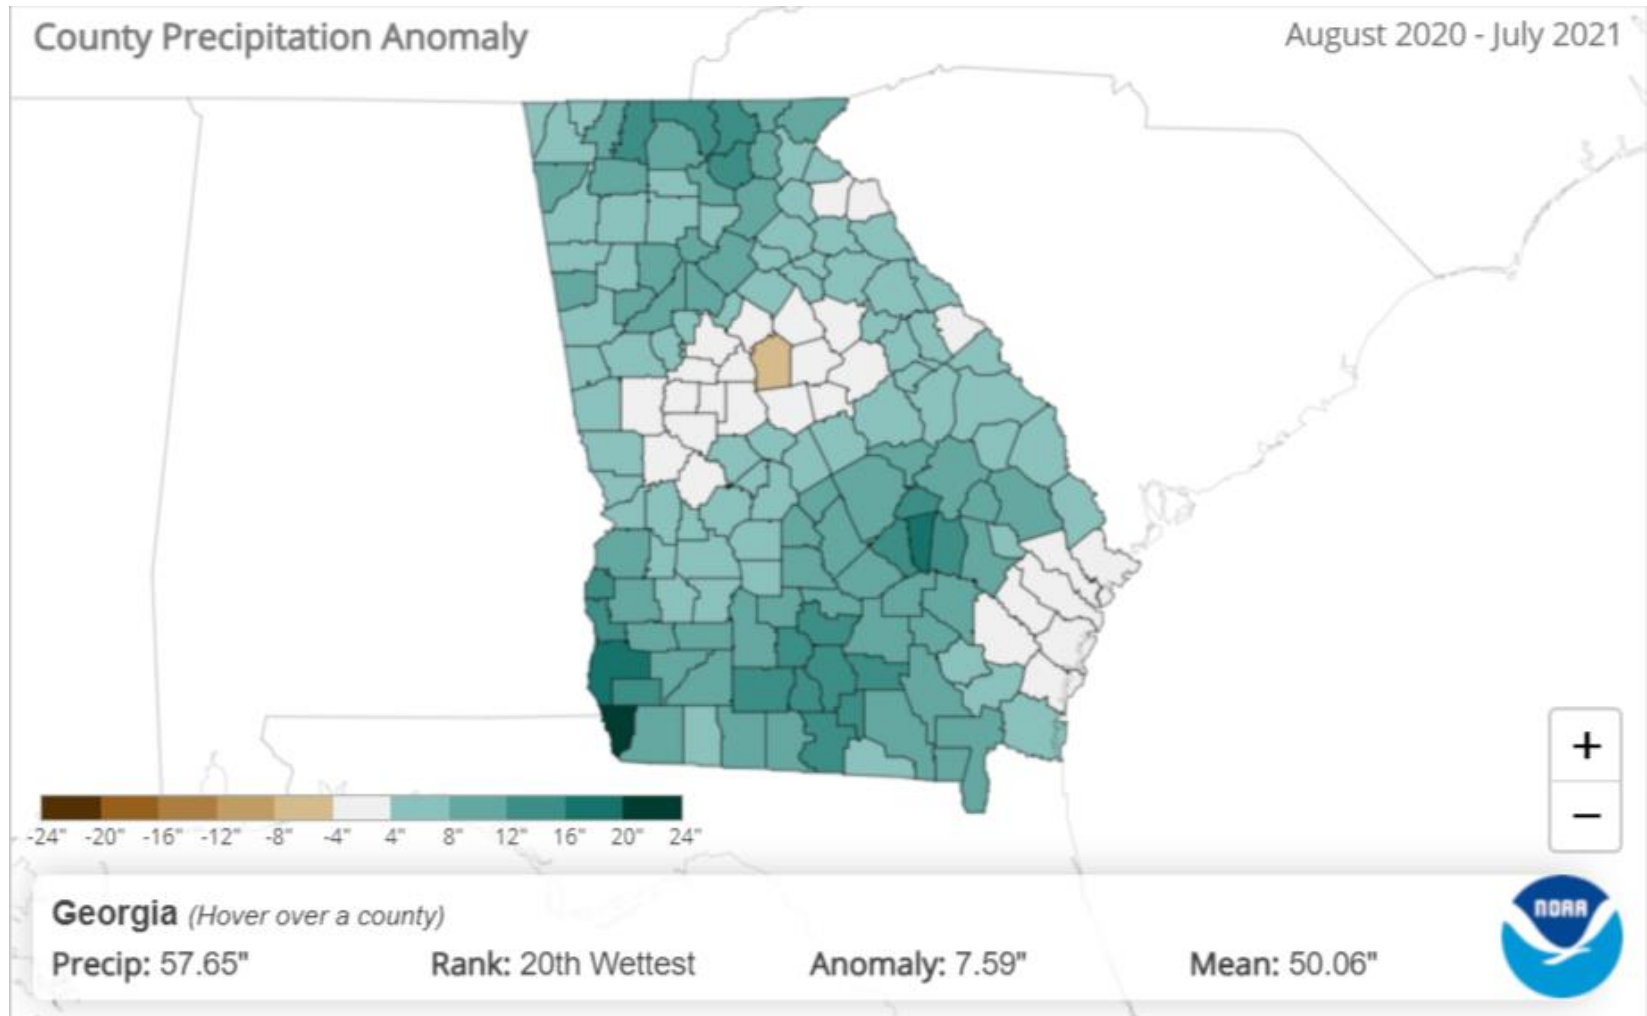 County Precipitation Anomaly
August 2020 - July 2021
-24" -20" -16" -12" -8" -4" 4" 8" 12" 16" 20" 24"
+
−
Georgia (Hover over a county)
Precip: 57.65" Rank: 20th Wettest Anomaly: 7.59" Mean: 50.06"
NOAA